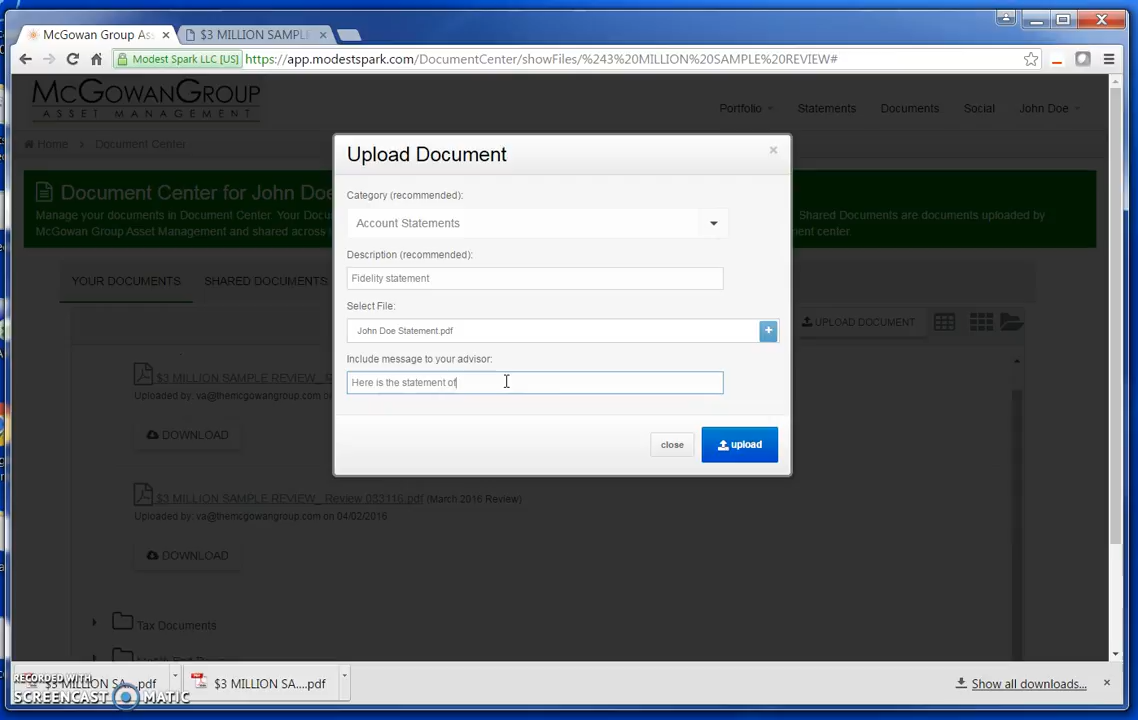 McGowan Group Ass
$3 MILLION SAMPL
Modest Spark LLC [US]
https://app.modestspark.com/DocumentCenter/showFiles/%243%20MILLION%20SAMPLE%20REVIEW#
MCGOWANGROUP
ASSET MANAGEMENT
Portfolio
Statements
Documents
Social
John Doe
Home > Document Center
Document Center for John Doe
Manage your documents in Document Center. Your Docu
Shared Documents are documents uploaded by
McGowan Group Asset Management and shared across
ment center.
YOUR DOCUMENTS
SHARED DOCUMENTS
UPLOAD DOCUMENT
Upload Document
×
Category (recommended):
Account Statements
Description (recommended):
Fidelity statement
Select File:
John Doe Statement.pdf
+
Include message to your advisor:
Here is the statement of
close
upload
$3 MILLION SAMPLE REVIEW_ R
Uploaded by: va@themcgowangroup.com on
DOWNLOAD
$3 MILLION SAMPLE REVIEW_ Review 033116.pdf (March 2016 Review)
Uploaded by: va@themcgowangroup.com on 04/02/2016
DOWNLOAD
Tax Documents
$3 MILLION SA....pdf
$3 MILLION SA....pdf
Show all downloads...
RECORDED WITH
SCREENCAST MATIC